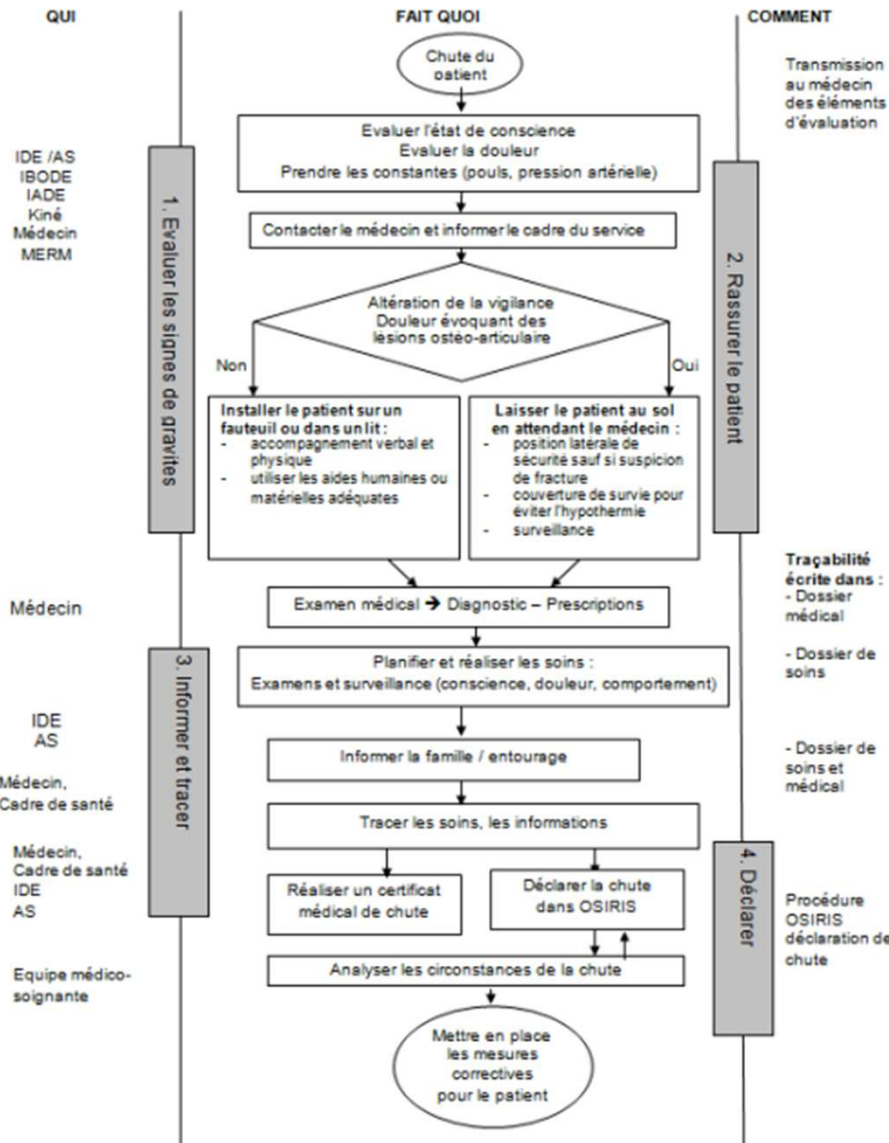 QUI
FAIT QUOI
COMMENT
Chute du
patient
Transmission
au médecin
des éléments
d'évaluation
Evaluer l'état de conscience
Evaluer la douleur
Prendre les constantes (pouls, pression artérielle)
IDE /AS
IBODE
IADE
Kiné
Médecin
MERM
1. Evaluer les signes de gravites
2. Rassurer le patient
Contacter le médecin et informer le cadre du service
Altération de la vigilance
Douleur évoquant des
lésions ostéo-articulaire
Non
Oui
Installer le patient sur un
fauteuil ou dans un lit :
- accompagnement verbal et
physique
- utiliser les aides humaines ou
matérielles adéquates
Laisser le patient au sol
en attendant le médecin :
- position latérale de
sécurité sauf si suspicion
de fracture
- couverture de survie pour
éviter l'hypothermie
- surveillance
Médecin
Examen médical ➔ Diagnostic – Prescriptions
Traçabilité
écrite dans :
- Dossier
médical
3. Informer et tracer
Planifier et réaliser les soins :
Examens et surveillance (conscience, douleur, comportement)
- Dossier de
soins
IDE
AS
Informer la famille / entourage
- Dossier de
soins et
médical
Médecin,
Cadre de santé
Tracer les soins, les informations
Médecin,
Cadre de santé
IDE
AS
Réaliser un certificat
médical de chute
Déclarer la chute
dans OSIRIS
4. Déclarer
Procédure
OSIRIS
déclaration de
chute
Equipe médico-
soignante
Analyser les circonstances de la chute
Mettre en place
les mesures
correctives
pour le patient